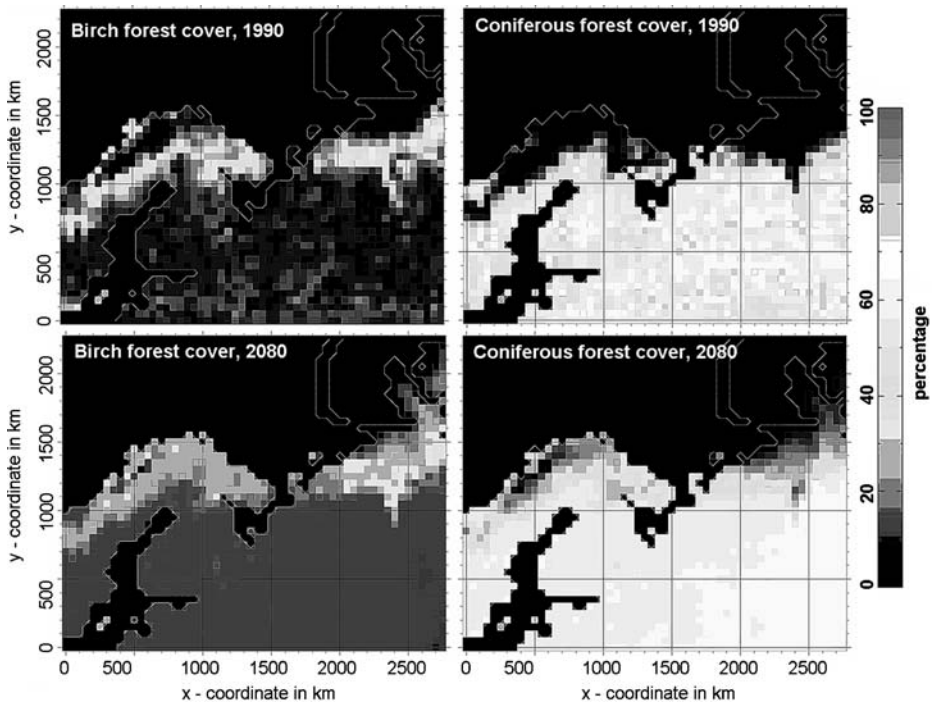 Birch forest cover, 1990
Coniferous forest cover, 1990
y - coordinate in km
0 500 1000 1500 2000
100
80
60
40
20
0
percentage
Birch forest cover, 2080
Coniferous forest cover, 2080
y - coordinate in km
0 500 1000 1500 2000
0 500 1000 1500 2000 2500
0 500 1000 1500 2000 2500
x - coordinate in km
x - coordinate in km